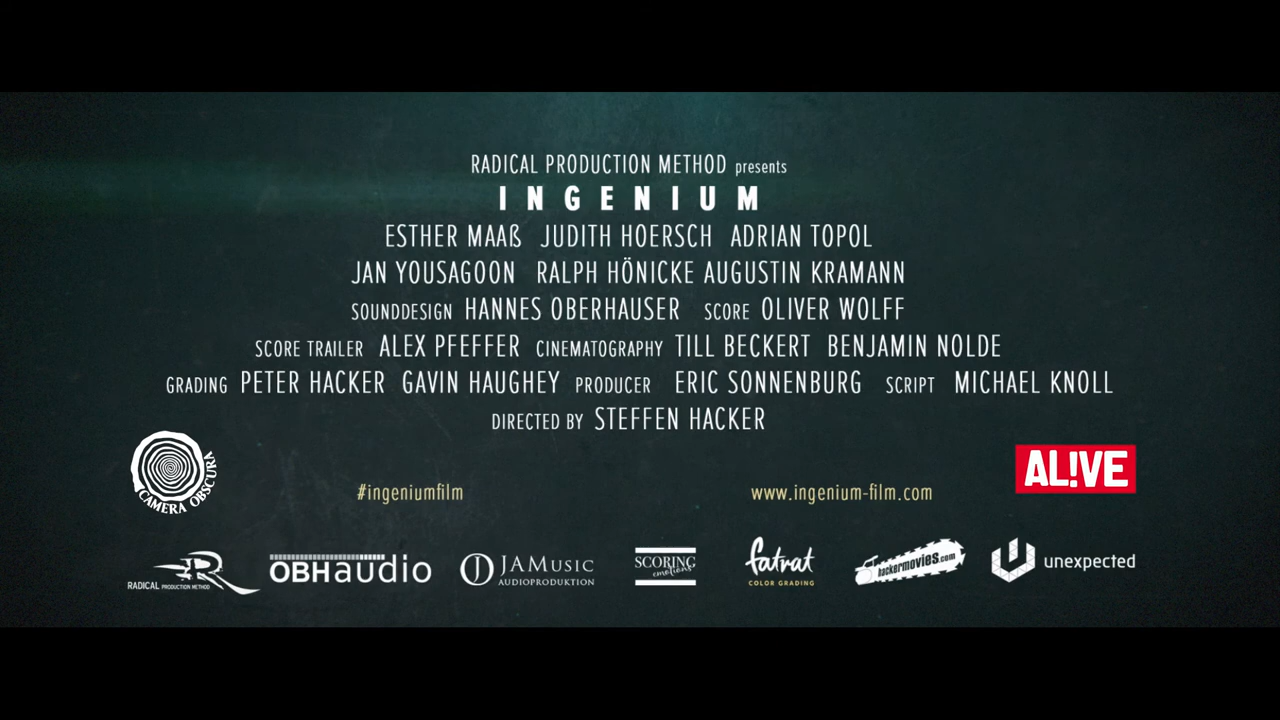 RADICAL PRODUCTION METHOD presents
INGENIUM
ESTHER MAAß JUDITH HOERSCH ADRIAN TOPOL
JAN YOUSAGOON RALPH HÖNICKE AUGUSTIN KRAMANN
SOUNDDESIGN HANNES OBERHAUSER SCORE OLIVER WOLFF
SCORE TRAILER ALEX PFEFFER CINEMATOGRAPHY TILL BECKERT BENJAMIN NOLDE
GRADING PETER HACKER GAVIN HAUGHEY PRODUCER ERIC SONNENBURG SCRIPT MICHAEL KNOLL
DIRECTED BY STEFFEN HACKER
CAMERA OBSCURA
#ingeniumfilm
www.ingenium-film.com
AL!VE
R
RADICAL PRODUCTION METHOD
OBHaudio
JAMUSIC
AUDIOPRODUKTION
SCORING
emotions
fatrat
COLOR GRADING
hackermovies.com
unexpected